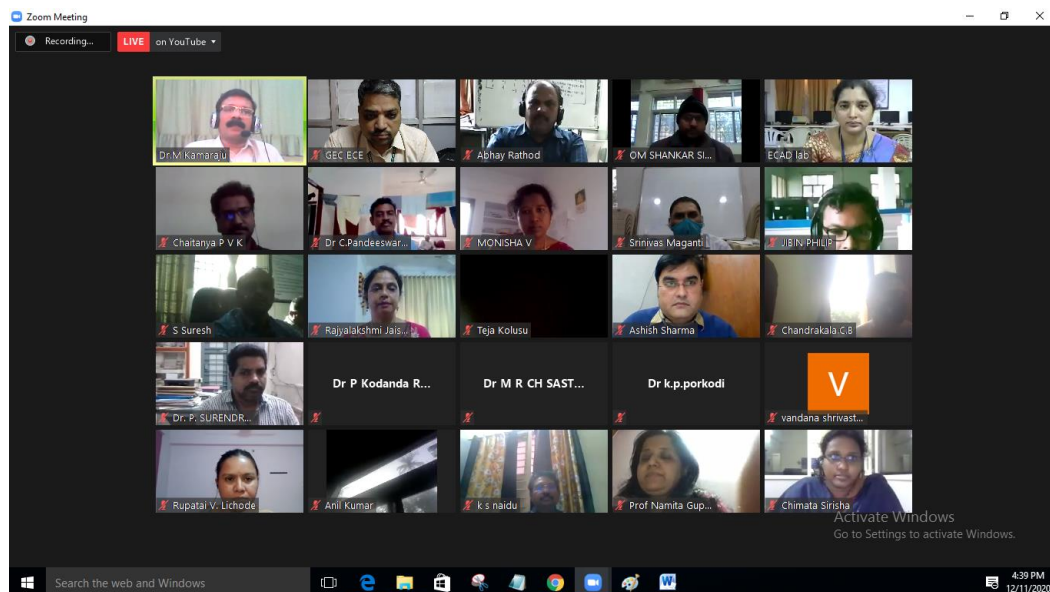 Zoom Meeting
Recording...
LIVE on YouTube
Dr M Kamaraju
GEC ECE
Abhay Rathod
OM SHANKAR SI...
ECAD lab
Chaitanya P V K
Dr C.Pandeeswar...
MONISHA V
Srinivas Maganti
JIBIN PHILIP
S Suresh
Rajyalakshmi Jais...
Teja Kolusu
Ashish Sharma
Chandrakala.C.B
Dr. P. SURENDR...
Dr P Kodanda R...
Dr M R CH SAST...
Dr k.p.porkodi
V
vandana shrivast...
Rupatai V. Lichode
Anil Kumar
k s naidu
Prof Namita Gup...
Chimata Sirisha
Activate Windows
Go to Settings to activate Windows.
Search the web and Windows
4:39 PM
12/11/2020